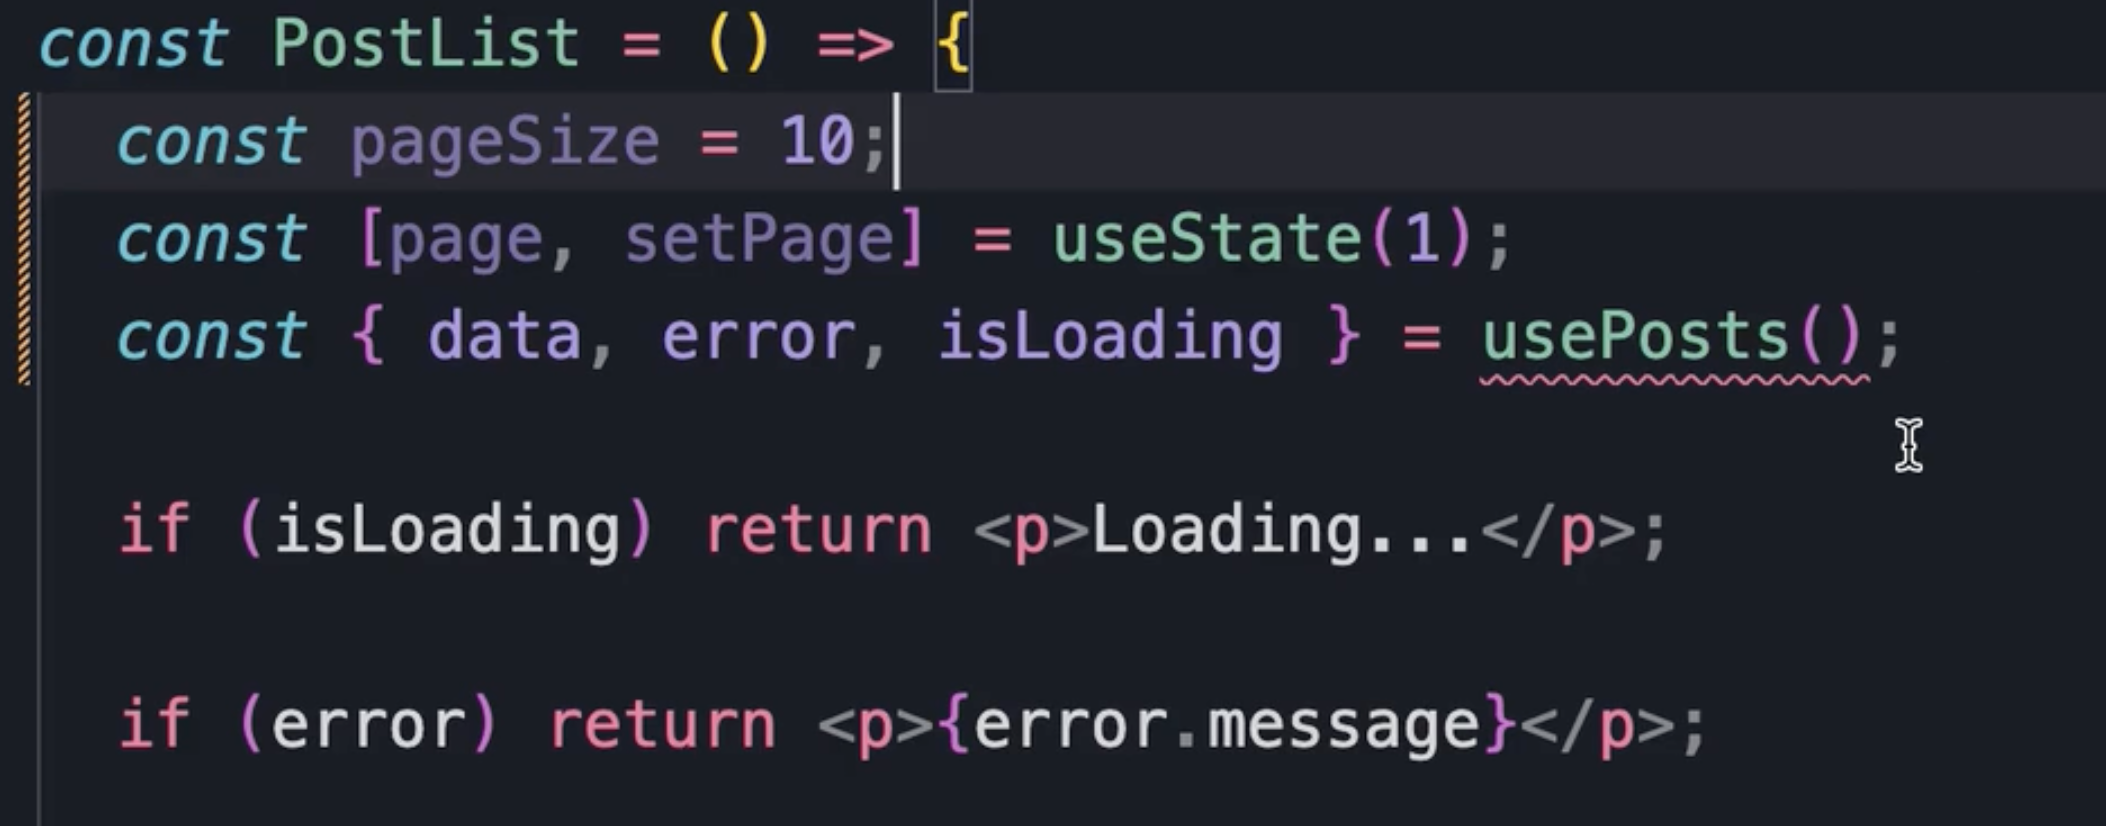 const PostList = () => {
const pageSize = 10;
const [page, setPage] = useState(1);
const { data, error, isLoading } = usePosts();
if (isLoading) return <p>Loading...</p>;
if (error) return <p>{error.message}</p>;